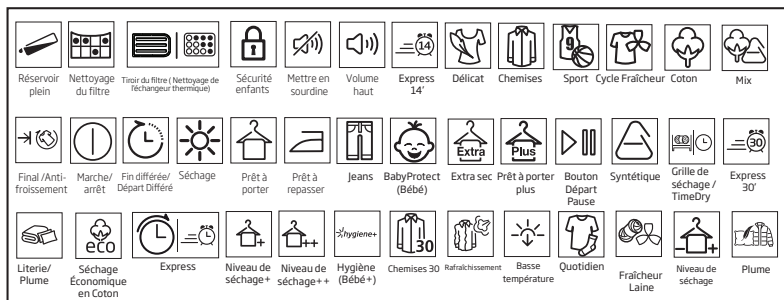 14
9
Réservoir
plein
Nettoyage
du filtre
Tiroir du filtre ( Nettoyage de
l'échangeur thermique)
Sécurité
enfants
Mettre en
sourdine
Volume
haut
Express
14'
Délicat
Chemises
Sport
Cycle Fraîcheur
Coton
Mix
Extra
Plus
30
Final /Anti-
froissement
Marche/
arrêt
Fin différée/
Départ Différé
Séchage
Prêt à
porter
Prêt à
repasser
Jeans
BabyProtect
(Bébé)
Extra sec
Prêt à porter
plus
Bouton
Départ
Pause
Syntétique
Grille de
séchage /
TimeDry
Express
30'
eco
+
++
hygiene+
30
- +
Literie/
Plume
Séchage
Économique
en Coton
Express
Niveau de
séchage+
Niveau de
séchage++
Hygiène
(Bébé+)
Chemises 30
Rafraîchissement
Basse
température
Quotidien
Fraîcheur
Laine
Niveau de
séchage
Plume